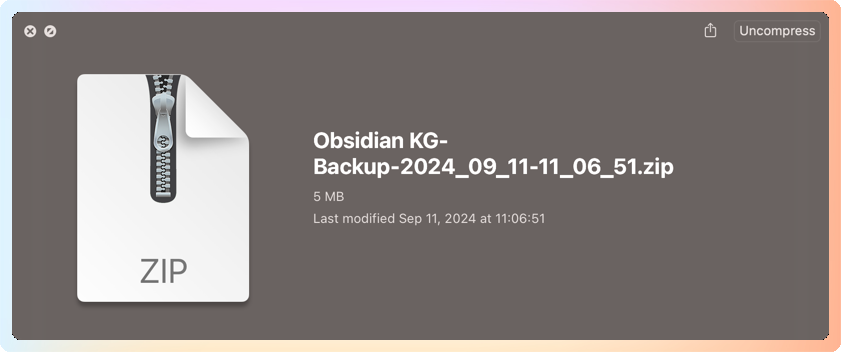 Uncompress
ZIP
Obsidian KG-
Backup-2024_09_11-11_06_51.zip
5 MB
Last modified Sep 11, 2024 at 11:06:51